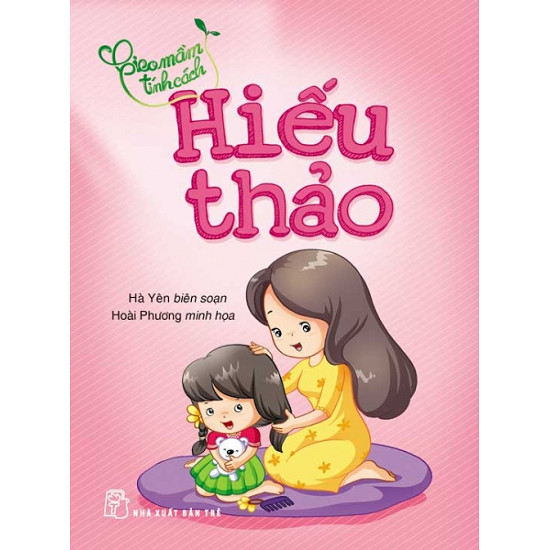 Gieo mầm
tính cách
Hiếu
thảo
Hà Yên biên soạn
Hoài Phương minh họa
NHÀ XUẤT BẢN TRẺ